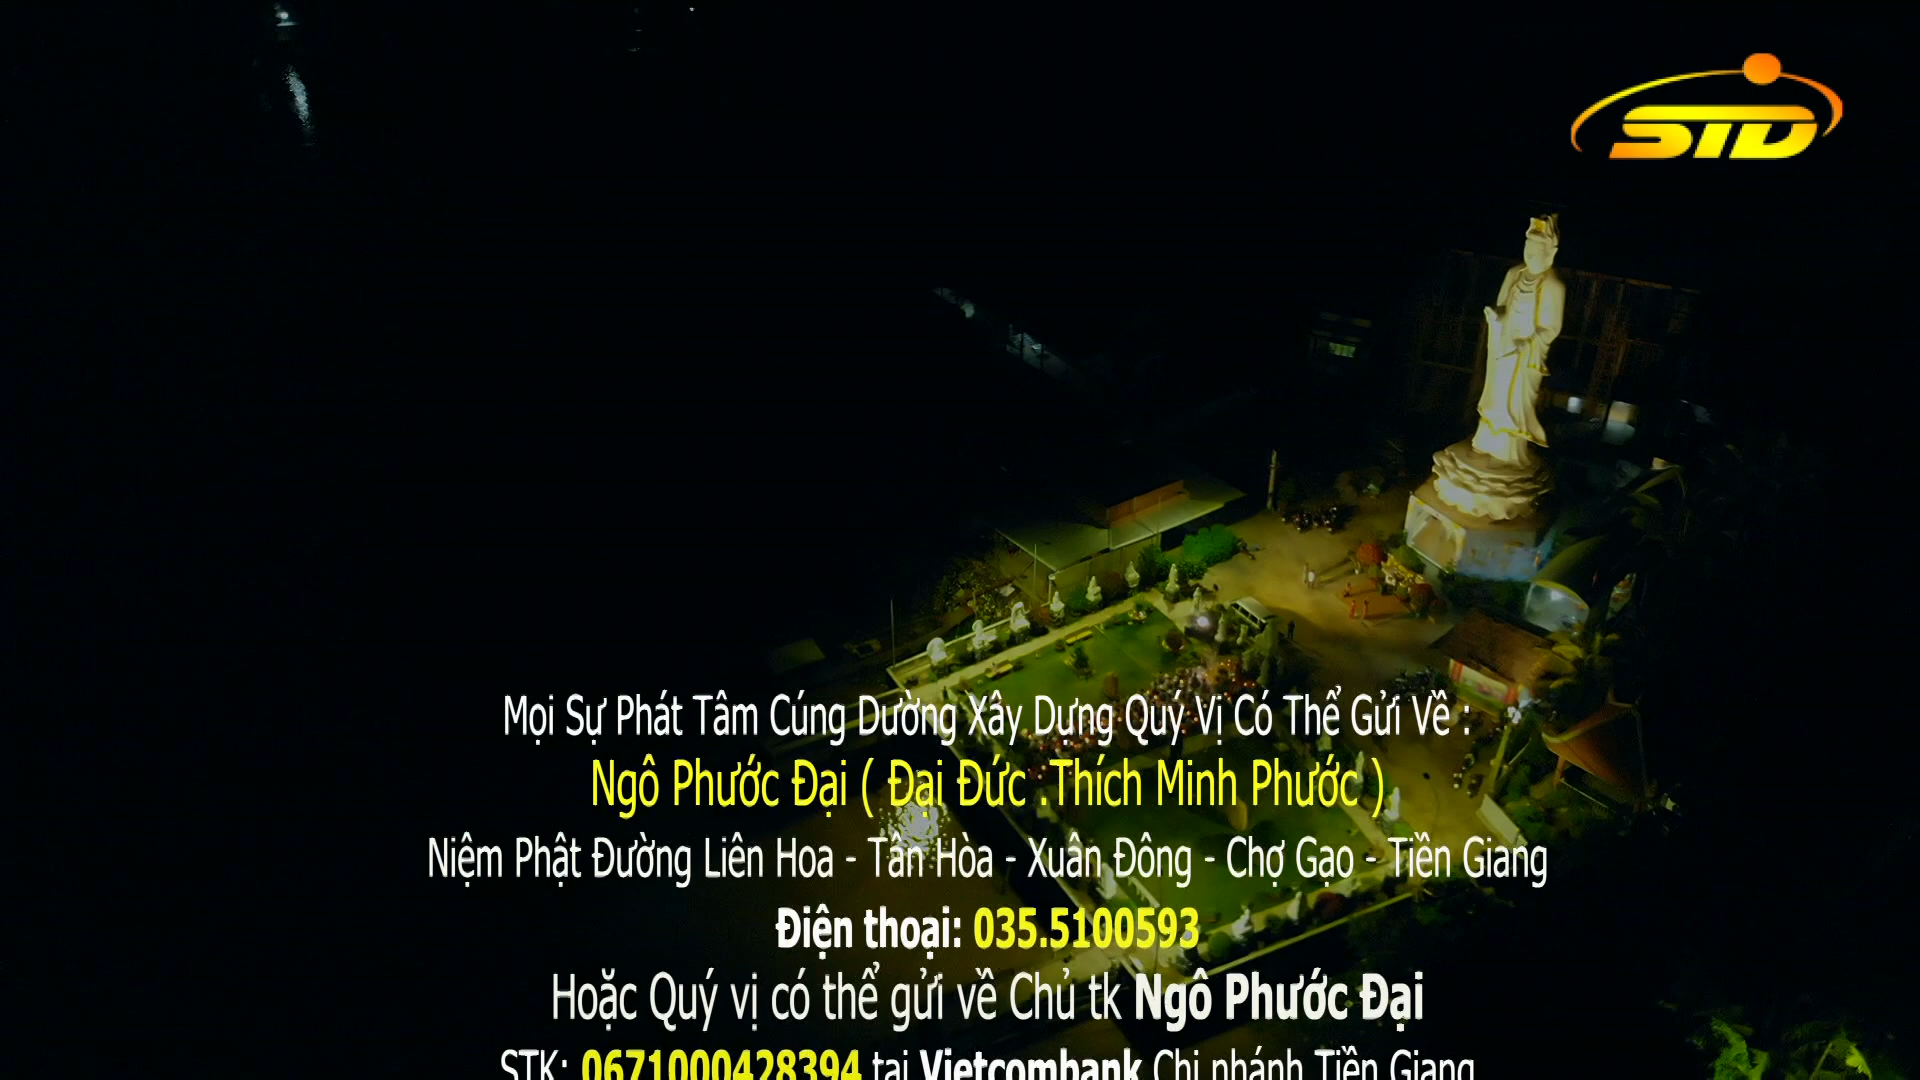 STD
Mọi Sự Phát Tâm Cúng Dường Xây Dựng Quý Vị Có Thể Gửi Về :
Ngô Phước Đại ( Đại Đức .Thích Minh Phước )
Niệm Phật Đường Liên Hoa - Tân Hòa - Xuân Đông - Chợ Gạo - Tiền Giang
Điện thoại: 035.5100593
Hoặc Quý vị có thể gửi về Chủ tk Ngô Phước Đại
STK: 0671000428394 tại Vietcombank Chi nhánh Tiền Giang